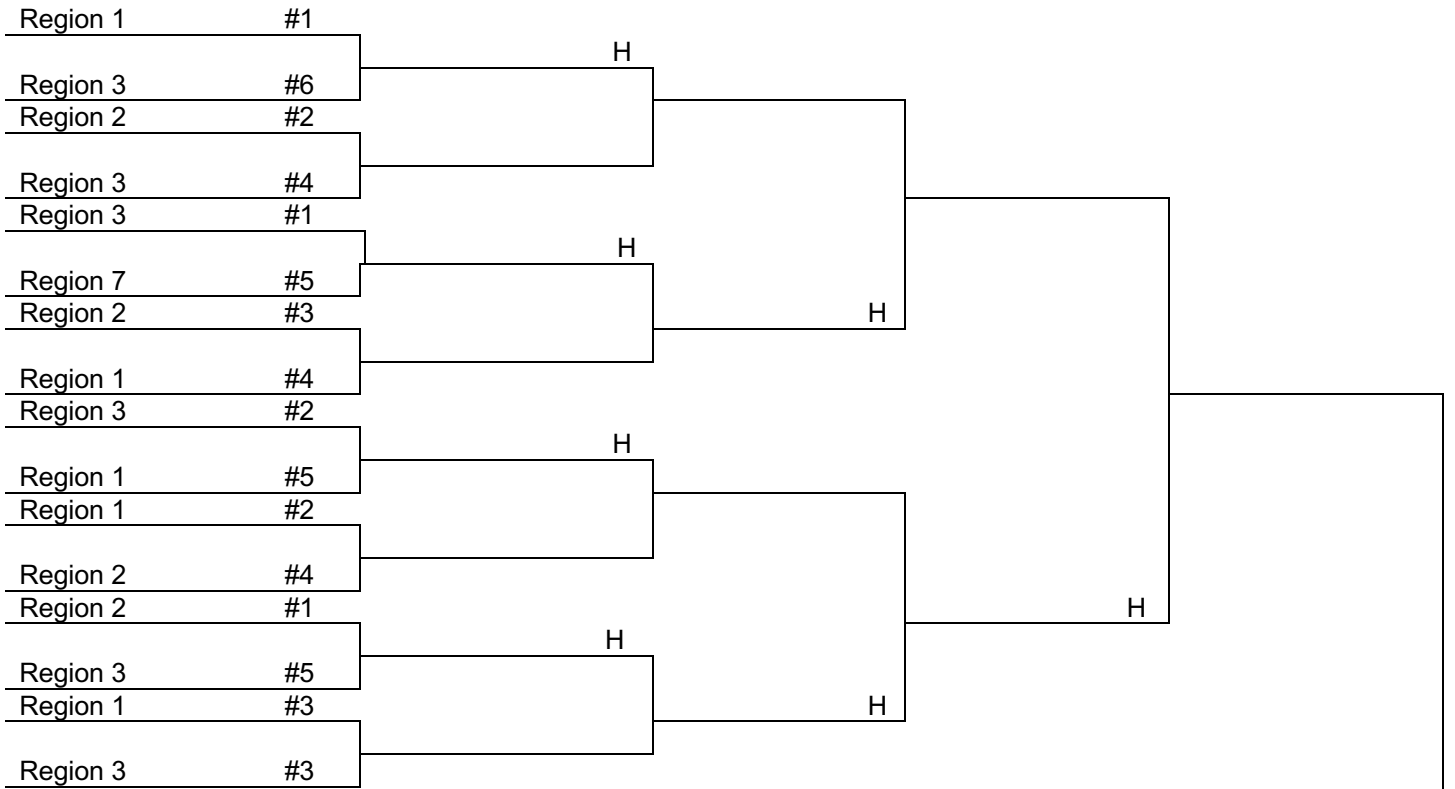 Region 1 #1
H
Region 3 #6
Region 2 #2
Region 3 #4
Region 3 #1
H
Region 7 #5
Region 2 #3
H
Region 1 #4
Region 3 #2
H
Region 1 #5
Region 1 #2
Region 2 #4
Region 2 #1
H
H
Region 3 #5
Region 1 #3
H
Region 3 #3